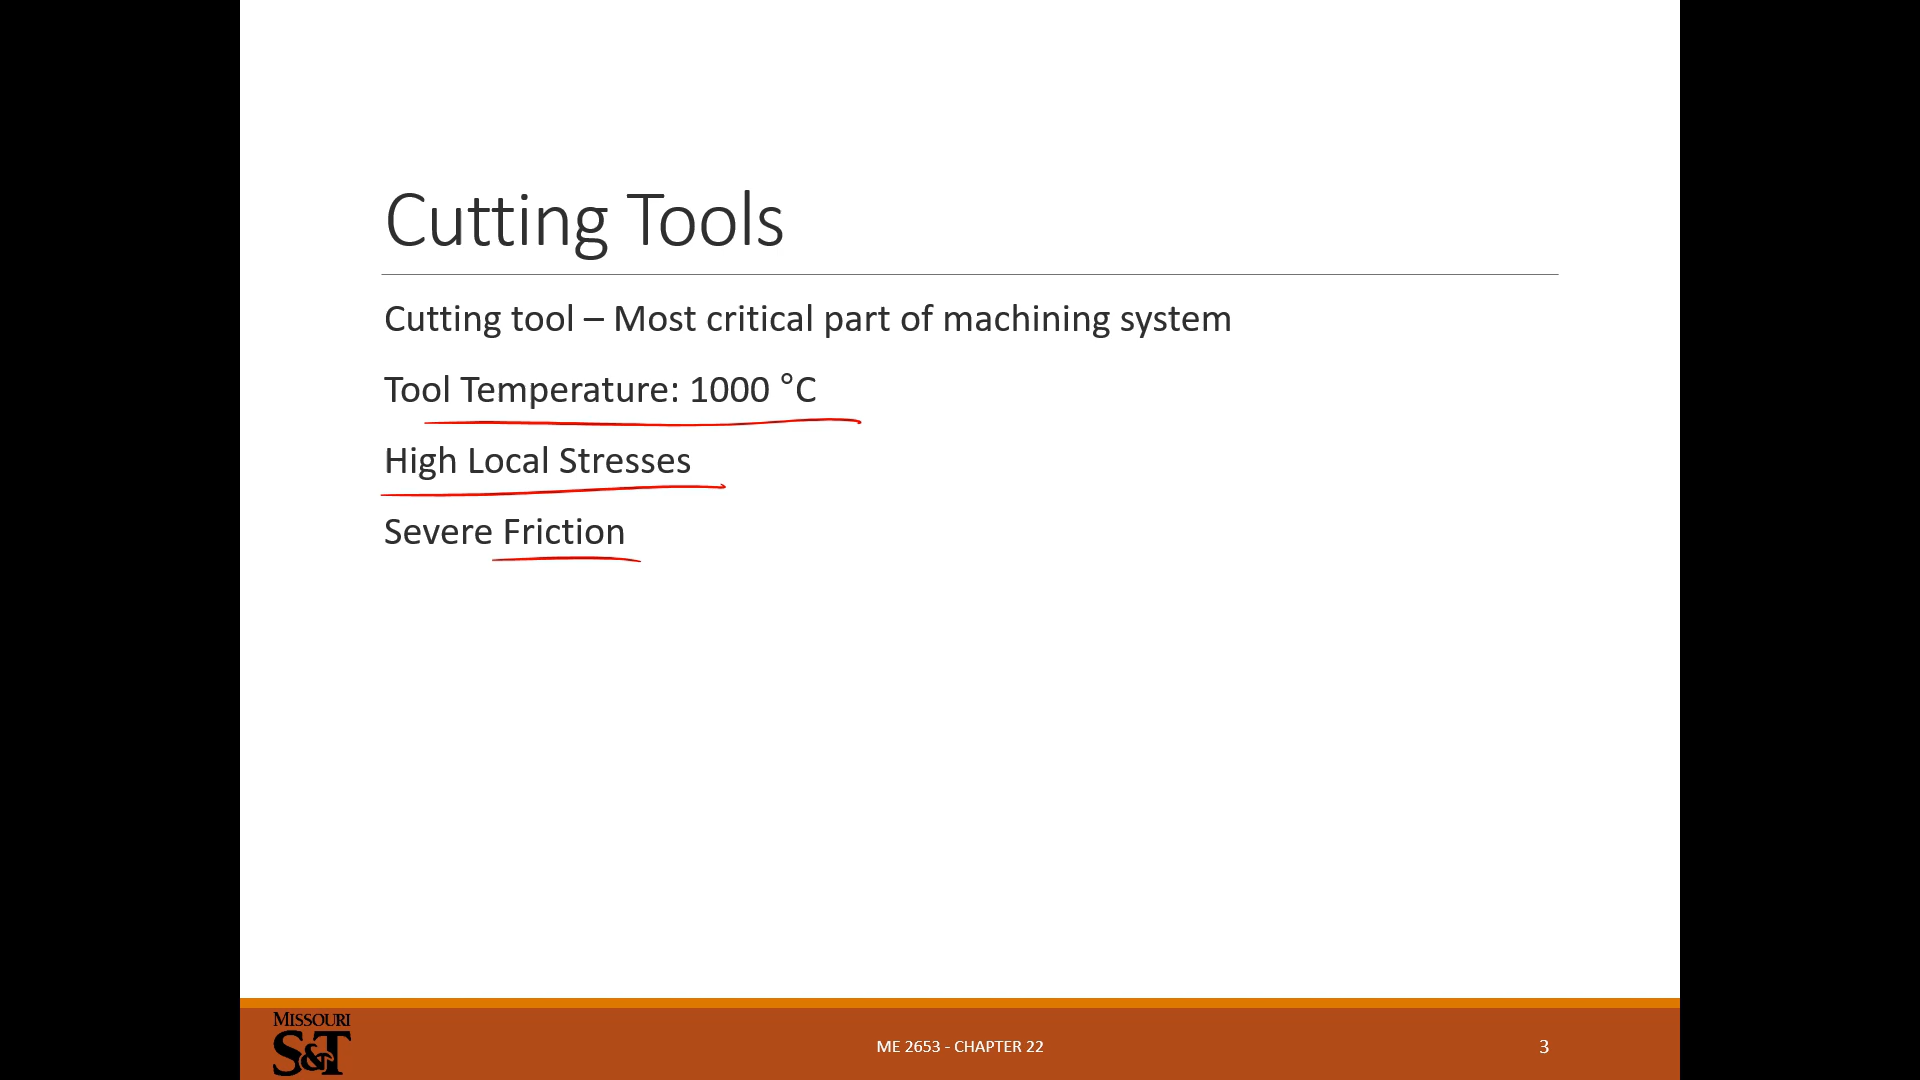 Cutting Tools
Cutting tool – Most critical part of machining system
Tool Temperature: 1000 °C
High Local Stresses
Severe Friction
MISSOURI
S&T
ME 2653 - CHAPTER 22
3